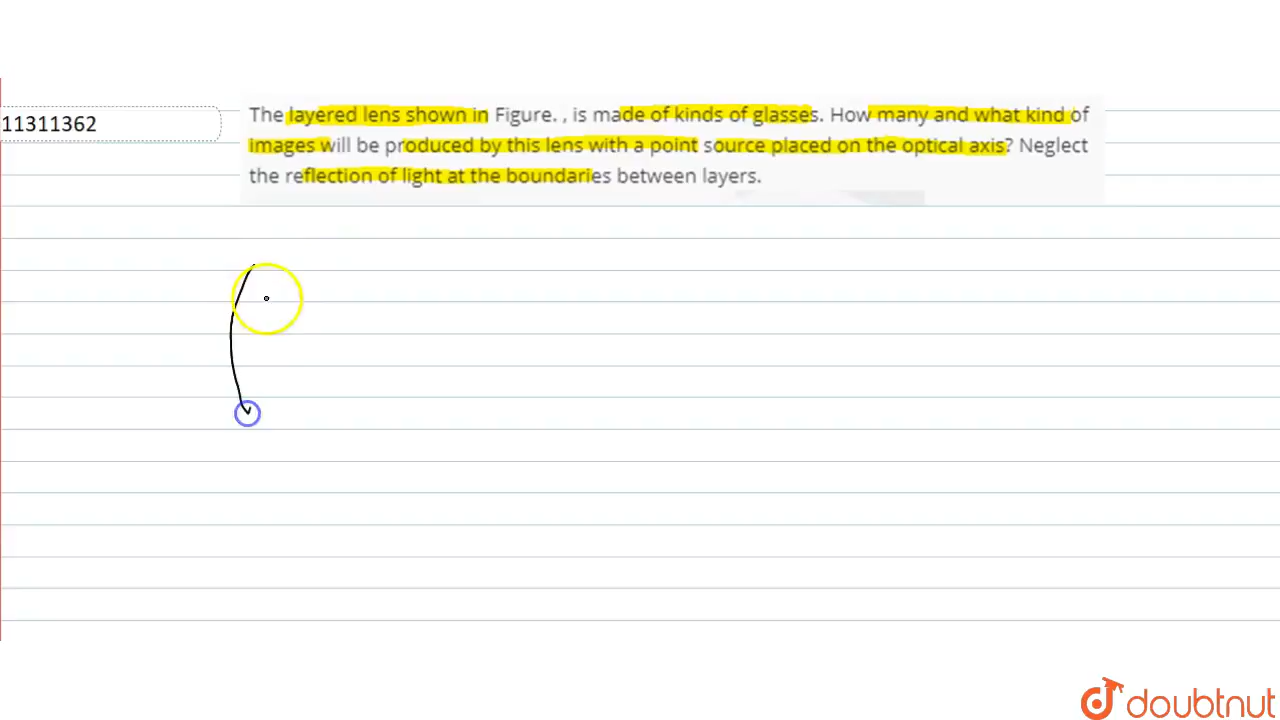 11311362
The layered lens shown in Figure. , is made of kinds of glasses. How many and what kind of
images will be produced by this lens with a point source placed on the optical axis? Neglect
the reflection of light at the boundaries between layers.
doubtnut